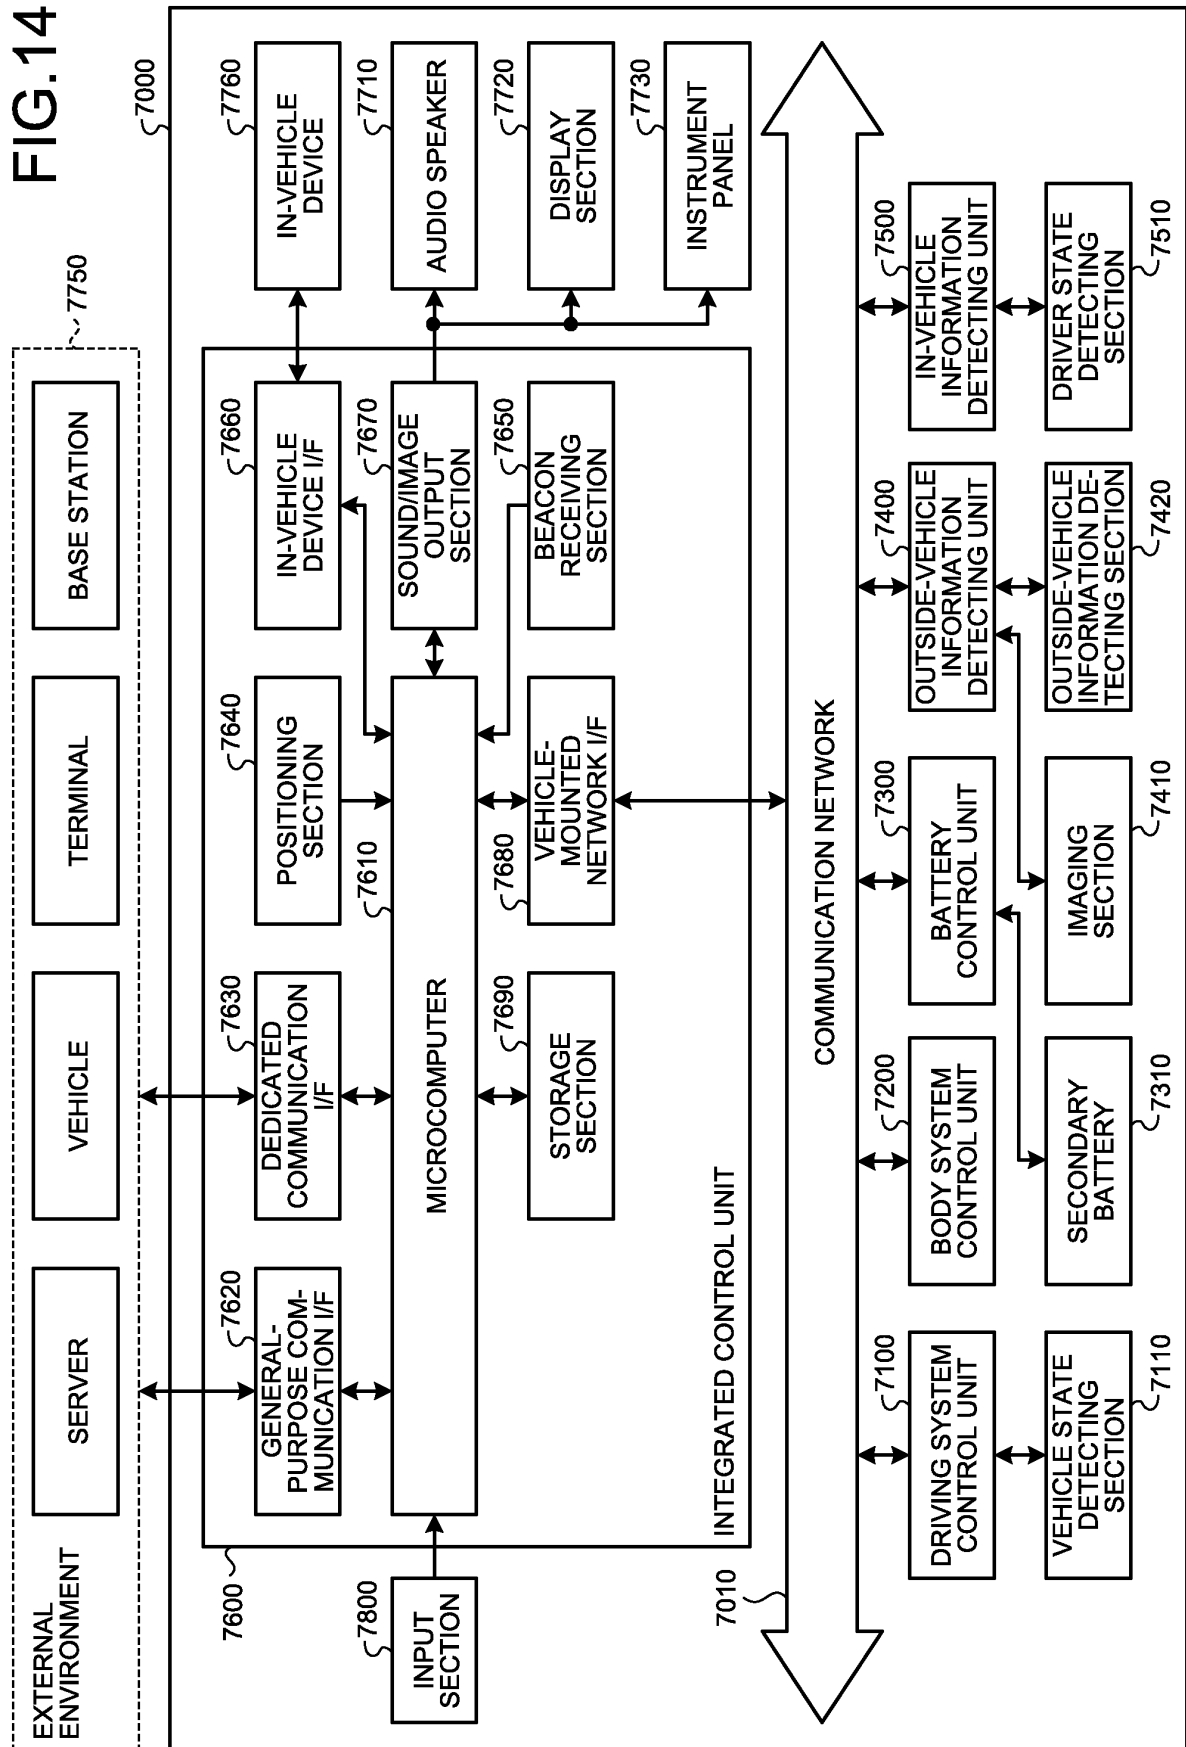 FIG.14
EXTERNAL
ENVIRONMENT
SERVER
VEHICLE
TERMINAL
BASE STATION
7750
7000
7600
7620
GENERAL-
PURPOSE COM-
MUNICATION I/F
7630
DEDICATED
COMMUNICATION
I/F
7640
POSITIONING
SECTION
7660
IN-VEHICLE
DEVICE I/F
7760
IN-VEHICLE
DEVICE
7800
INPUT
SECTION
7610
MICROCOMPUTER
7670
SOUND/IMAGE
OUTPUT
SECTION
7710
AUDIO SPEAKER
7690
STORAGE
SECTION
7680
VEHICLE-
MOUNTED
NETWORK I/F
7650
BEACON
RECEIVING
SECTION
7720
DISPLAY
SECTION
7730
INSTRUMENT
PANEL
INTEGRATED CONTROL UNIT
7010
COMMUNICATION NETWORK
7100
DRIVING SYSTEM
CONTROL UNIT
7200
BODY SYSTEM
CONTROL UNIT
7300
BATTERY
CONTROL UNIT
7400
OUTSIDE-VEHICLE
INFORMATION
DETECTING UNIT
7500
IN-VEHICLE
INFORMATION
DETECTING UNIT
VEHICLE STATE
DETECTING
SECTION
7110
SECONDARY
BATTERY
7310
IMAGING
SECTION
7410
OUTSIDE-VEHICLE
INFORMATION DE-
TECTING SECTION
7420
DRIVER STATE
DETECTING
SECTION
7510